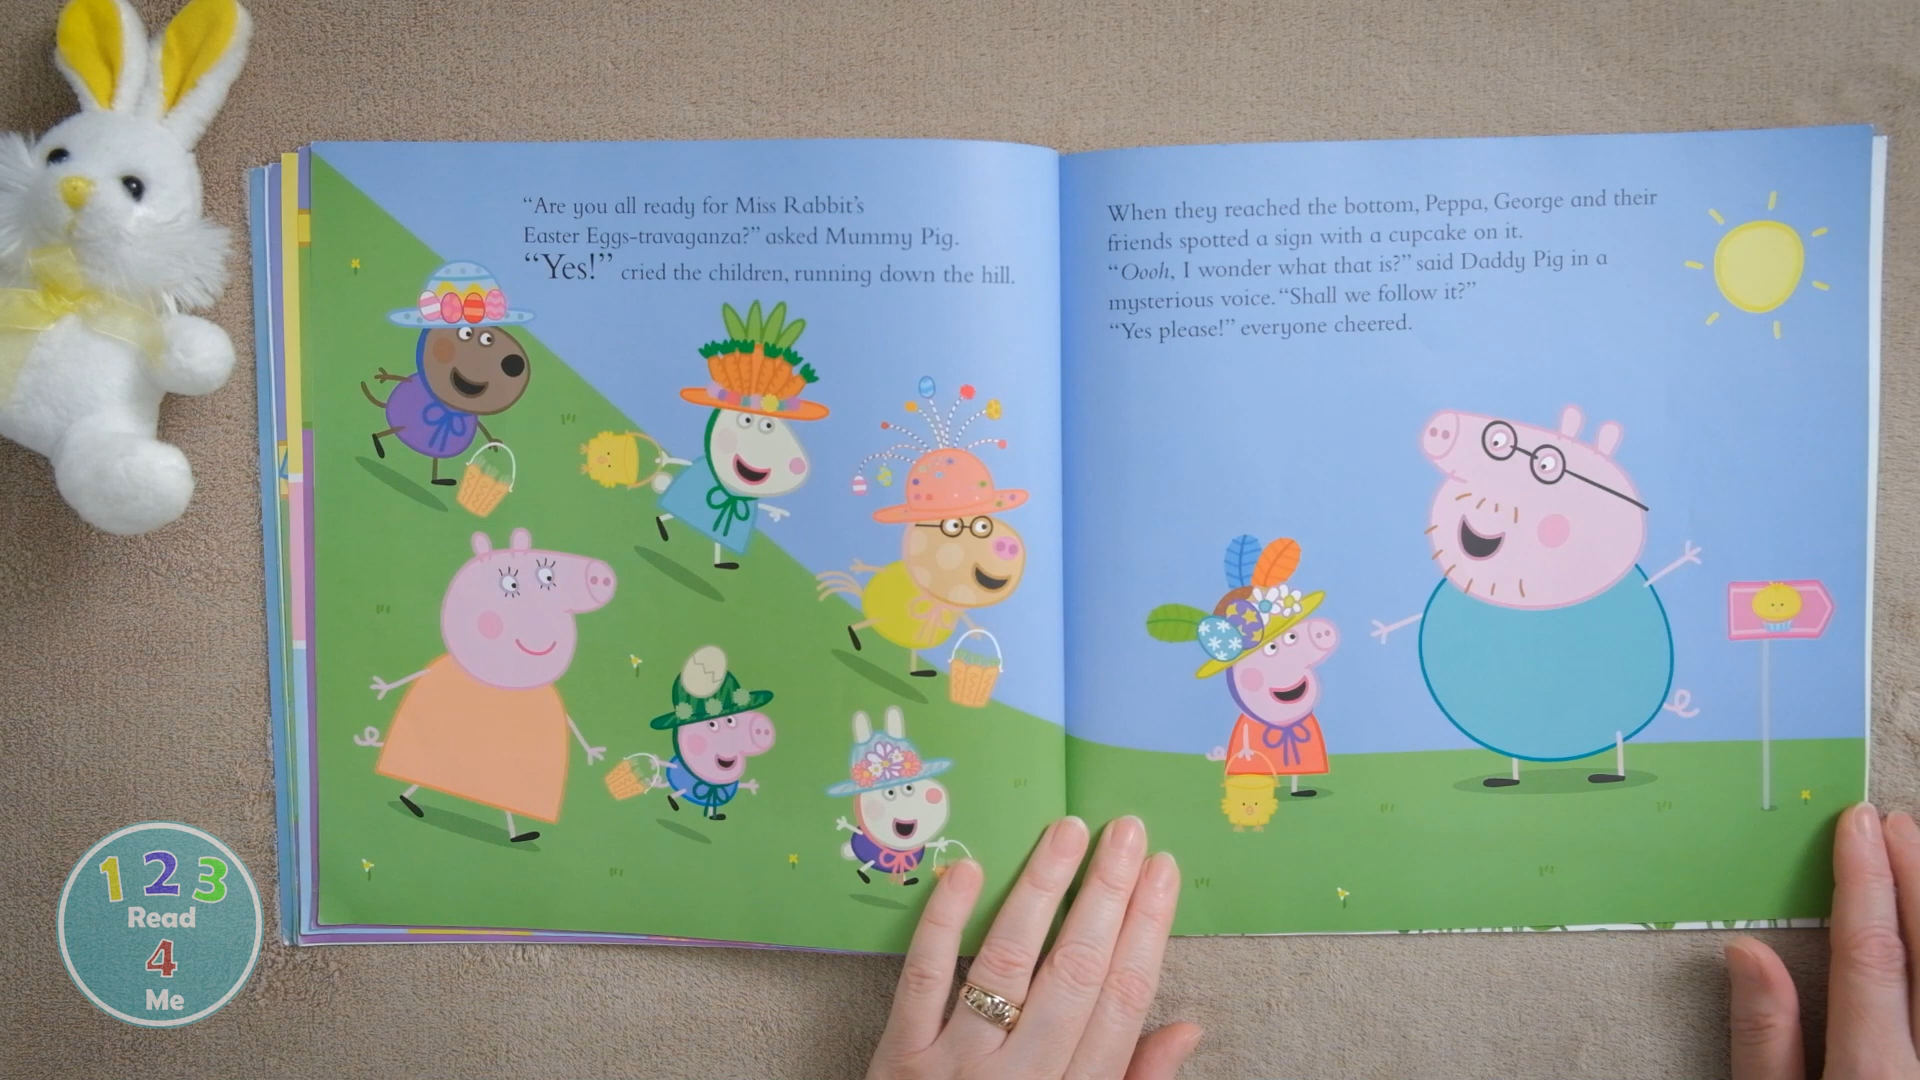 “Are you all ready for Miss Rabbit’s
Easter Eggs-travaganza?” asked Mummy Pig.
“Yes!” cried the children, running down the hill.
When they reached the bottom, Peppa, George and their
friends spotted a sign with a cupcake on it.
“Oooh, I wonder what that is?” said Daddy Pig in a
mysterious voice. “Shall we follow it?”
“Yes please!” everyone cheered.
1 2 3
Read
4
Me